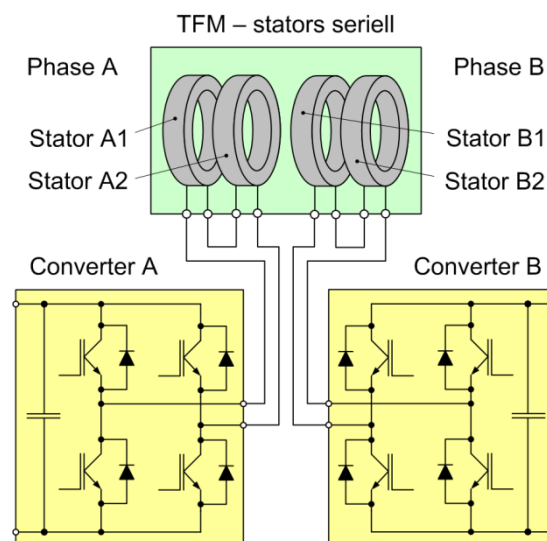 TFM – stators seriell
Phase A
Phase B
Stator A1
Stator B1
Stator A2
Stator B2
Converter A
Converter B